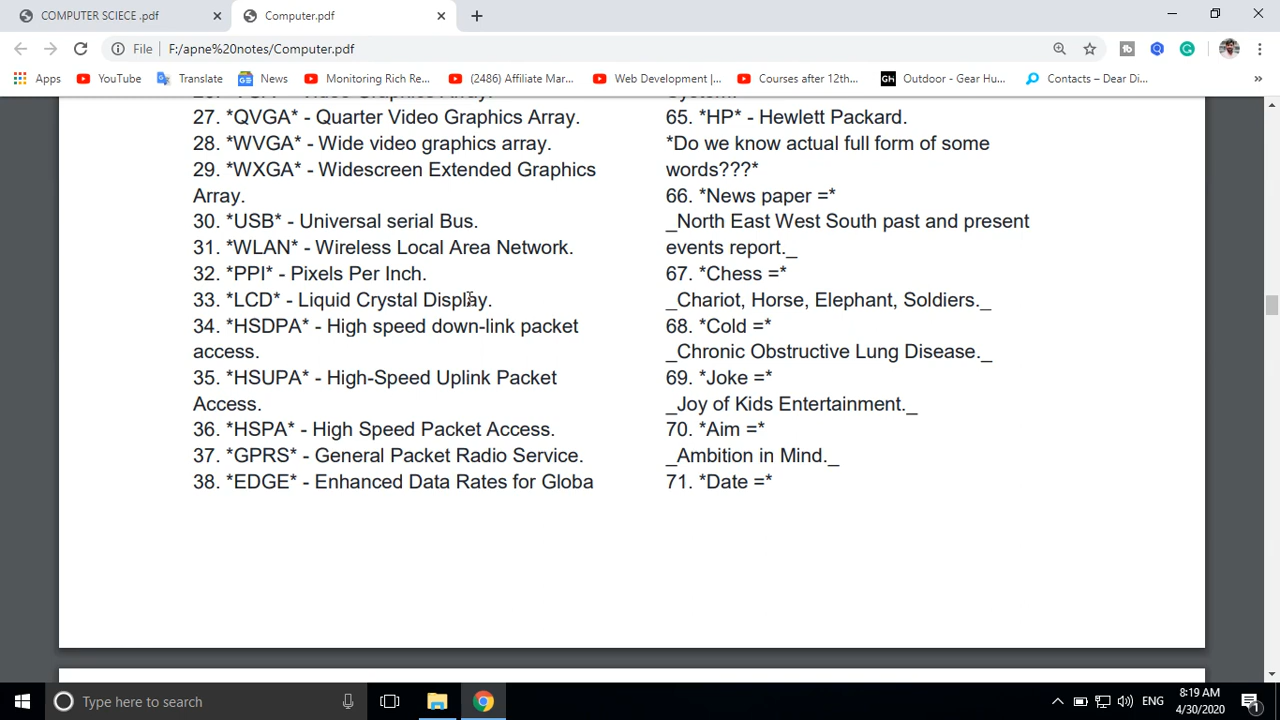 COMPUTER SCIECE .pdf
Computer.pdf
File
F:/apne%20notes/Computer.pdf
Apps
YouTube
Translate
News
Monitoring Rich Re...
(2486) Affiliate Mar...
Web Development |...
Courses after 12th...
GH
Outdoor – Gear Hu...
Contacts – Dear Di...
»
27. *QVGA* - Quarter Video Graphics Array.
28. *WVGA* - Wide video graphics array.
29. *WXGA* - Widescreen Extended Graphics
Array.
30. *USB* - Universal serial Bus.
31. *WLAN* - Wireless Local Area Network.
32. *PPI* - Pixels Per Inch.
33. *LCD* - Liquid Crystal Display.
34. *HSDPA* - High speed down-link packet
access.
35. *HSUPA* - High-Speed Uplink Packet
Access.
36. *HSPA* - High Speed Packet Access.
37. *GPRS* - General Packet Radio Service.
38. *EDGE* - Enhanced Data Rates for Globa
65. *HP* - Hewlett Packard.
*Do we know actual full form of some
words???*
66. *News paper =*
_North East West South past and present
events report._
67. *Chess =*
_Chariot, Horse, Elephant, Soldiers._
68. *Cold =*
_Chronic Obstructive Lung Disease._
69. *Joke =*
_Joy of Kids Entertainment._
70. *Aim =*
_Ambition in Mind._
71. *Date =*
Type here to search
ENG
8:19 AM
4/30/2020
1